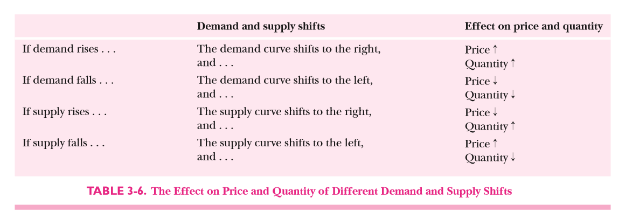 Demand and supply shifts Effect on price and quantity
If demand rises . . . The demand curve shifts to the right, Price ↑
and . . . Quantity ↑
If demand falls . . . The demand curve shifts to the left, Price ↓
and . . . Quantity ↓
If supply rises . . . The supply curve shifts to the right, Price ↓
and . . . Quantity ↑
If supply falls . . . The supply curve shifts to the left, Price ↑
and . . . Quantity ↓
TABLE 3-6. The Effect on Price and Quantity of Different Demand and Supply Shifts